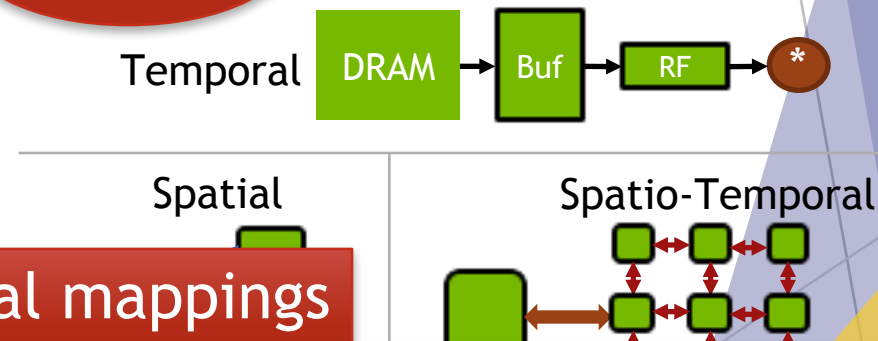 Temporal DRAM Buf RF *
Spatial
Spatio-Temporal
al mappings